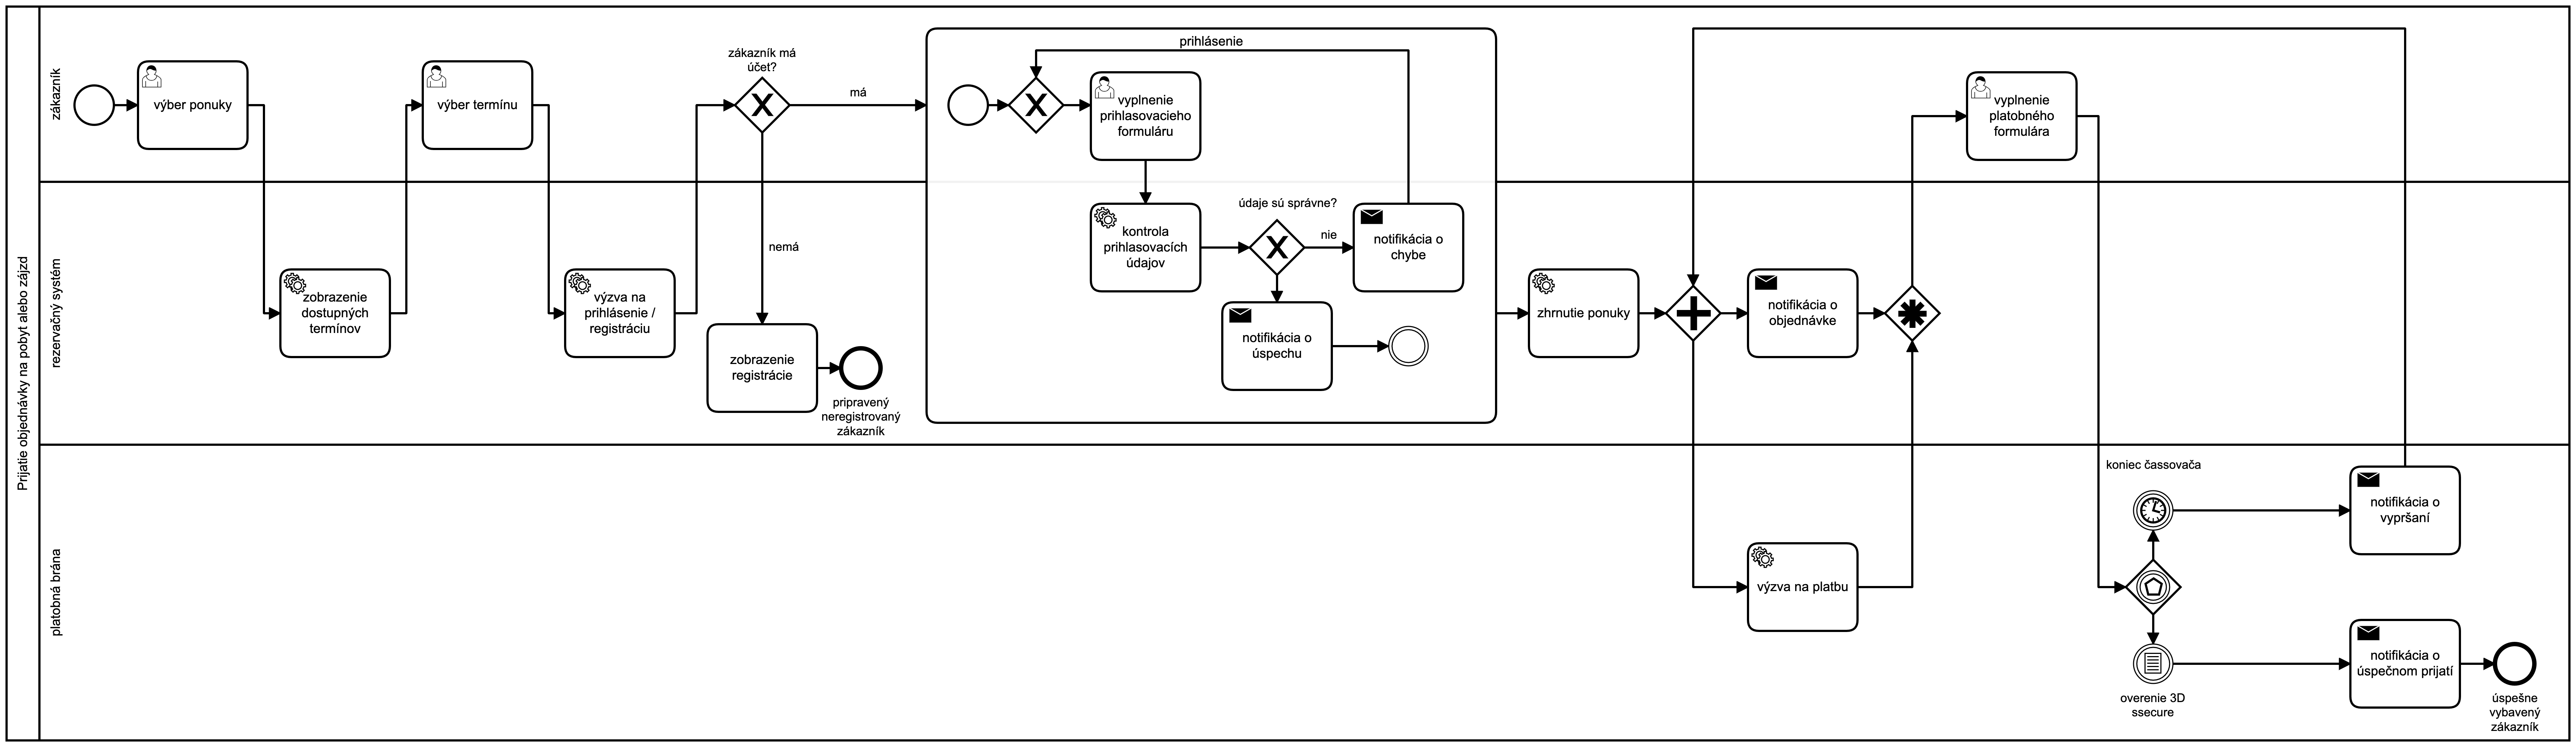 Prijatie objednávky na pobyt alebo zájzd
zákazník
výber ponuky
výber termínu
zákazník má
účet?
má
nemá
prihlásenie
vyplnenie
prihlasovacieho
formuláru
vyplnenie
platobného
formulára
rezervačný systém
zobrazenie
dostupných
termínov
výzva na
prihlásenie /
registráciu
zobrazenie
registrácie
pripravený
neregistrovaný
zákazník
kontrola
prihlasovacích
údajov
údaje sú správne?
nie
notifikácia o
chybe
notifikácia o
úspechu
zhrnutie ponuky
notifikácia o
objednávke
platobná brána
výzva na platbu
koniec čassovača
notifikácia o
vypršaní
overenie 3D
ssecure
notifikácia o
úspečnom prijatí
úspešne
vybavený
zákazník